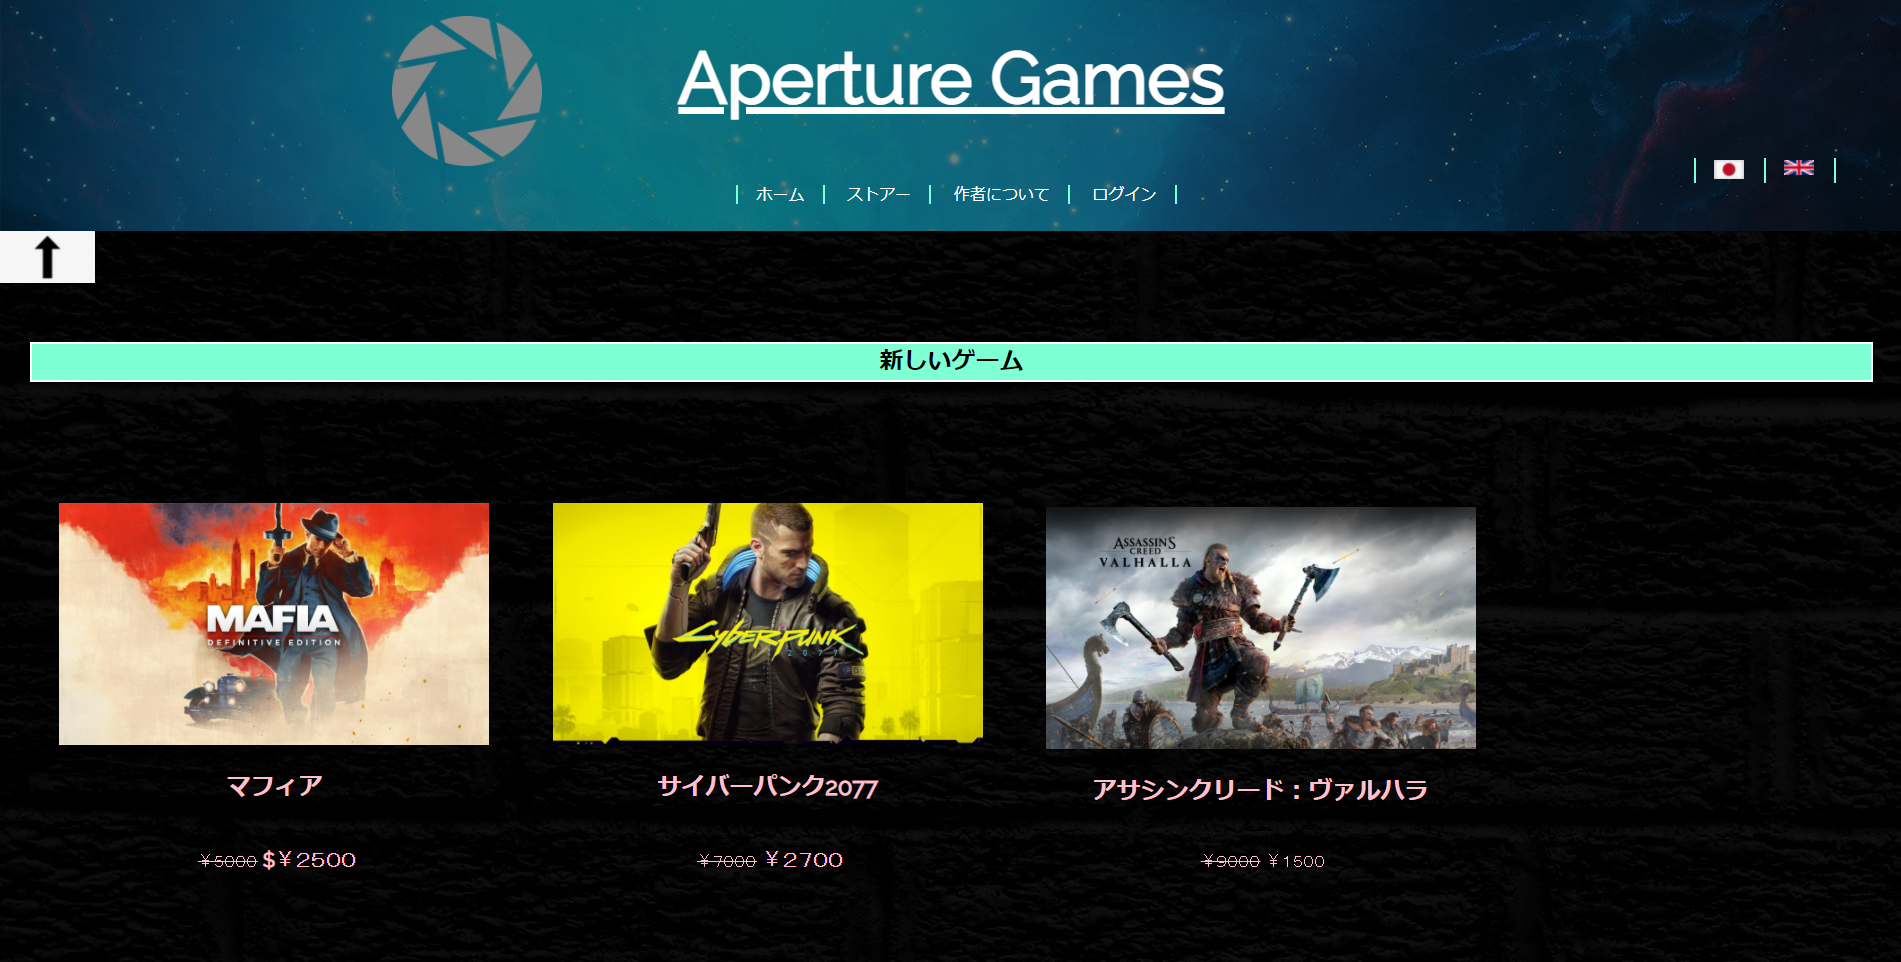 Aperture Games
ホーム
ストアー
作者について
ログイン
新しいゲーム
MAFIA
DEFINITIVE EDITION
Cyberpunk
2077
ASSASSIN'S
CREED
VALHALLA
マフィア
サイバーパンク2077
アサシンクリード：ヴァルハラ
￥5000 $￥2500
￥7000 ￥2700
￥9000 ￥1500